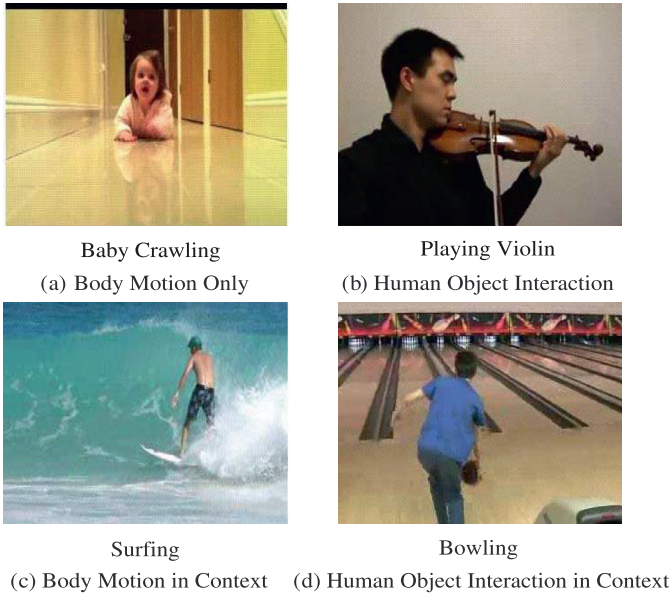 Baby Crawling
Playing Violin
(a) Body Motion Only
(b) Human Object Interaction
Surfing
Bowling
(c) Body Motion in Context
(d) Human Object Interaction in Context